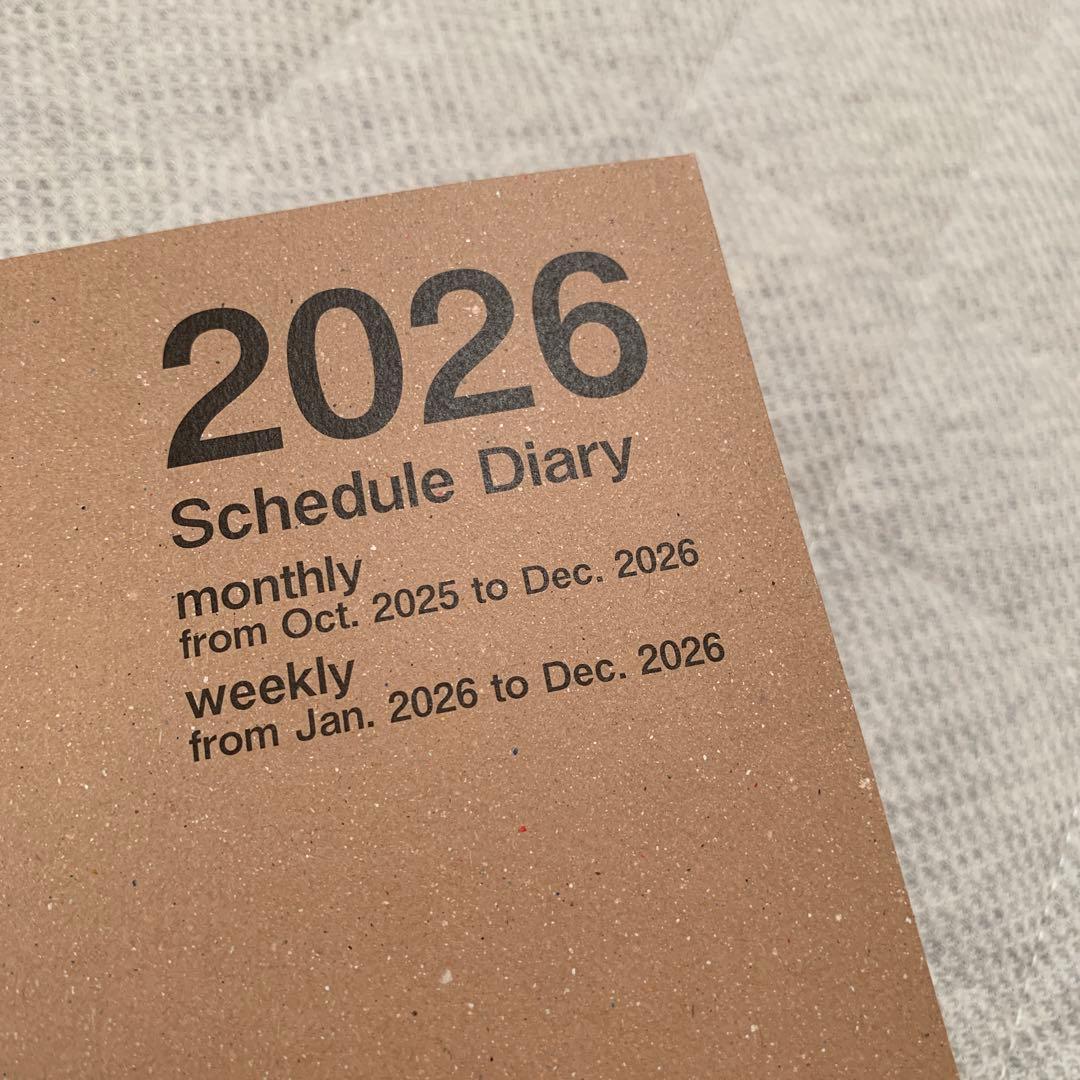 2026
Schedule Diary
monthly
from Oct. 2025 to Dec. 2026
weekly
from Jan. 2026 to Dec. 2026